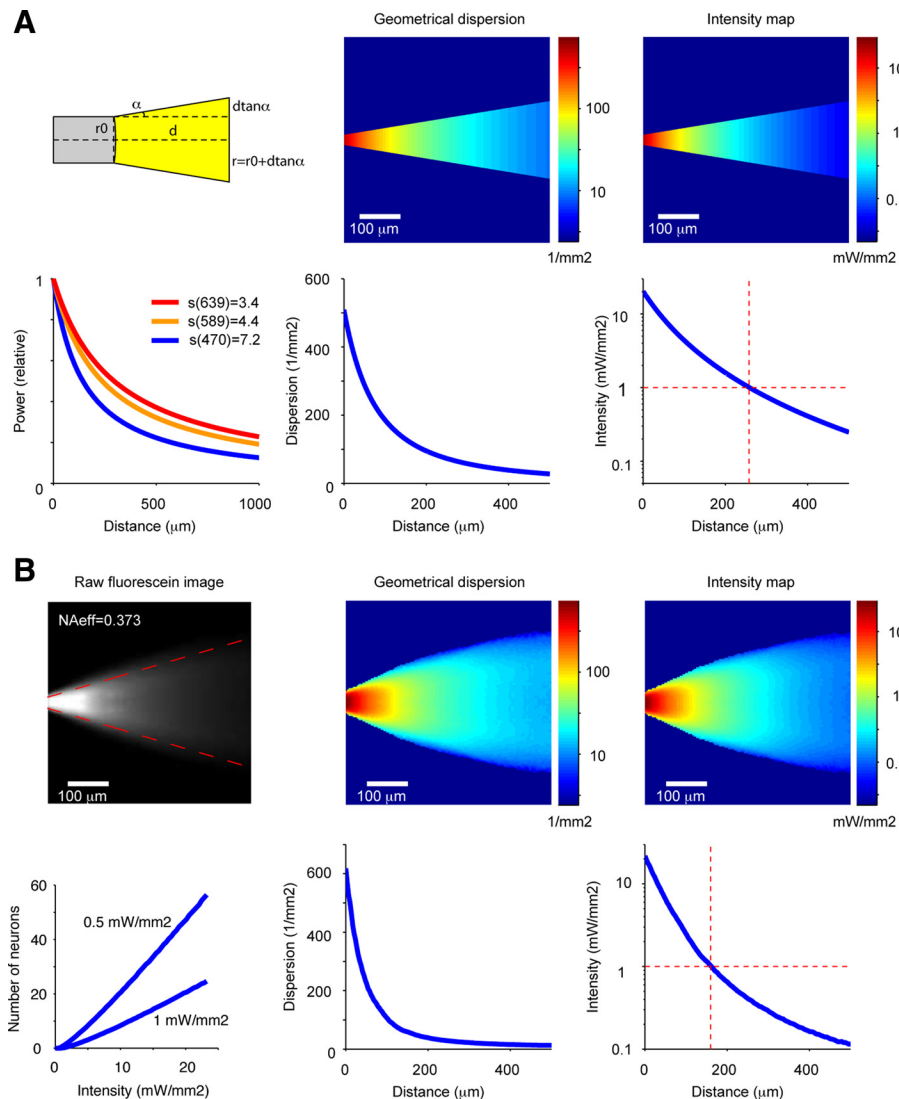 A
Geometrical dispersion
Intensity map
α
dtanα
r0
d
r=r0+dtanα
100
10
100 μm
1/mm2
10
1
0.
100 μm
mW/mm2
1
0
Power (relative)
s(639)=3.4
s(589)=4.4
s(470)=7.2
0
500
1000
Distance (μm)
600
400
200
0
Dispersion (1/mm2)
0
200
400
Distance (μm)
10
1
0.1
Intensity (mW/mm2)
0
200
400
Distance (μm)
B
Raw fluorescein image
Geometrical dispersion
Intensity map
NAeff=0.373
100 μm
100
10
100 μm
1/mm2
10
1
0.
100 μm
mW/mm2
60
40
20
0
Number of neurons
0.5 mW/mm2
1 mW/mm2
0
10
20
Intensity (mW/mm2)
600
400
200
0
Dispersion (1/mm2)
0
200
400
Distance (μm)
10
1
0.1
Intensity (mW/mm2)
0
200
400
Distance (μm)